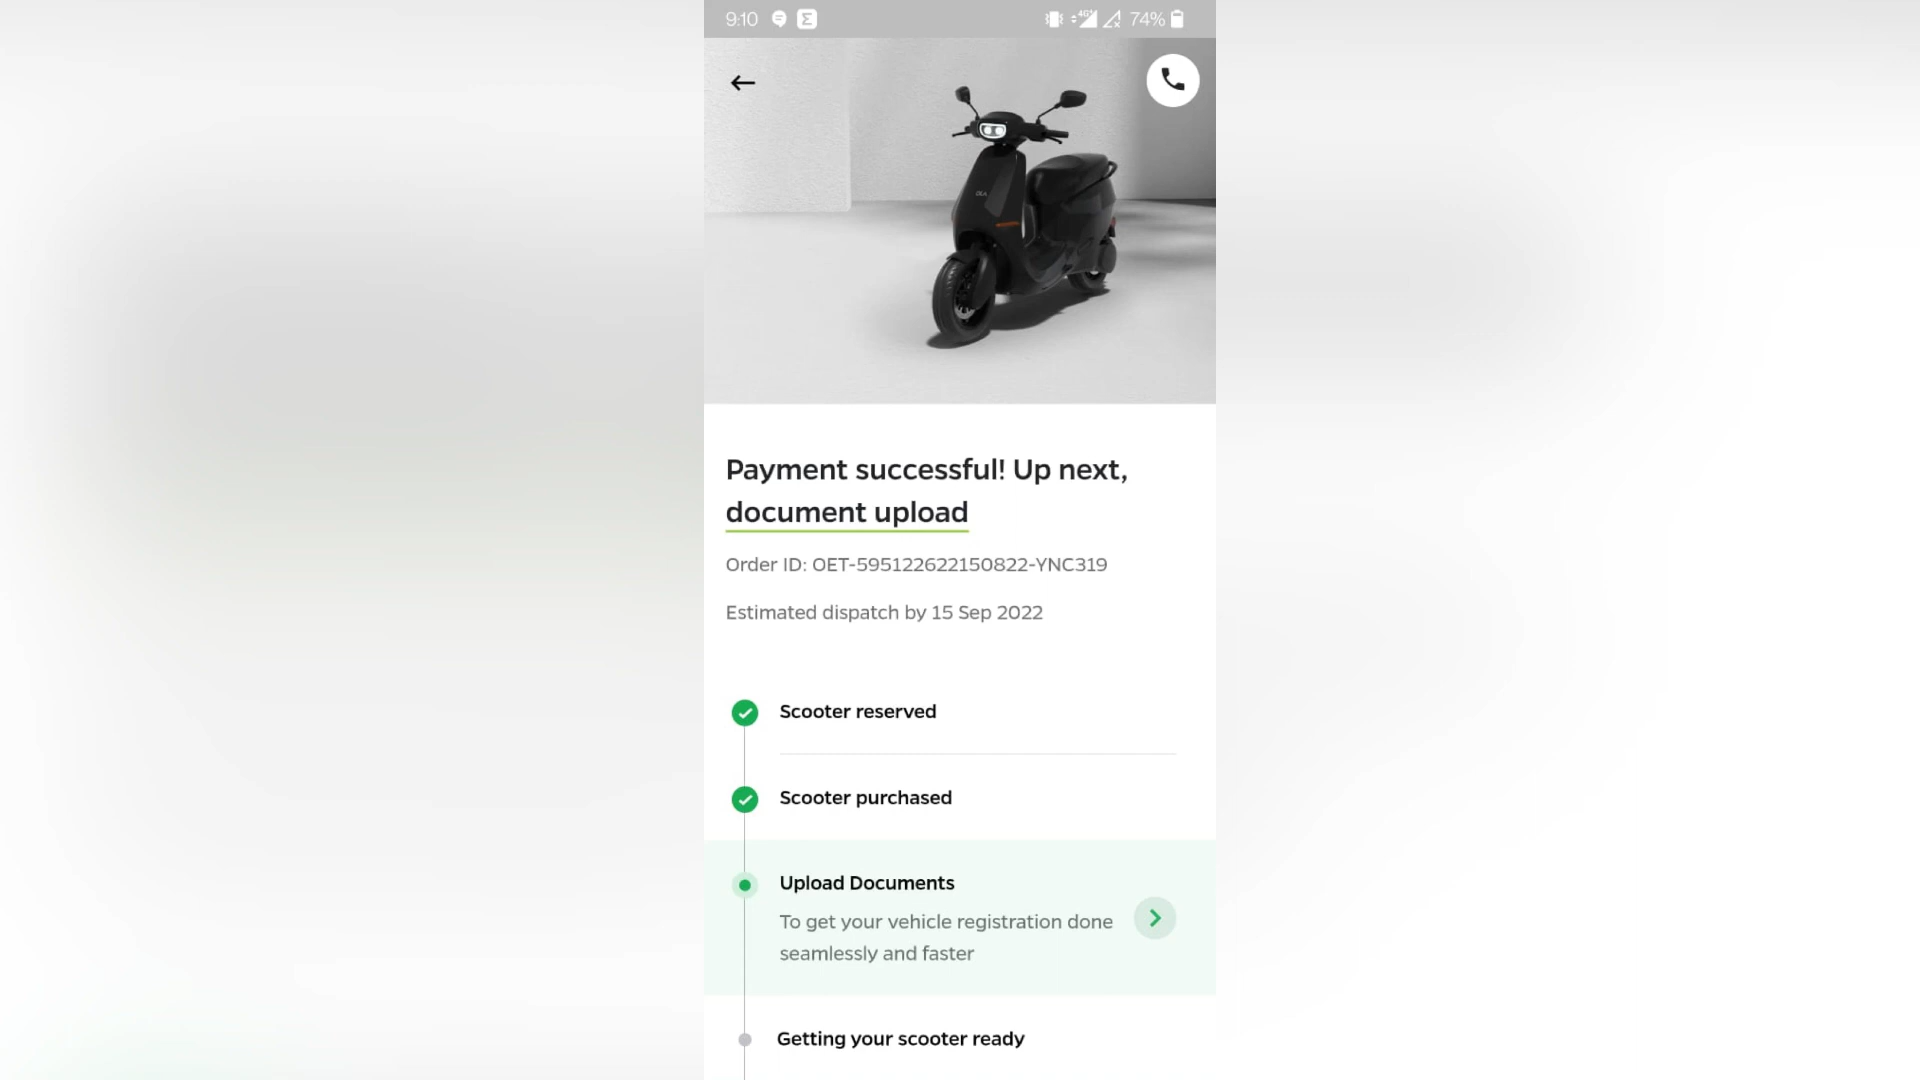 9:10
4G+
74%
OLA
Payment successful! Up next,
document upload
Order ID: OET-595122622150822-YNC319
Estimated dispatch by 15 Sep 2022
Scooter reserved
Scooter purchased
Upload Documents
To get your vehicle registration done
seamlessly and faster
Getting your scooter ready